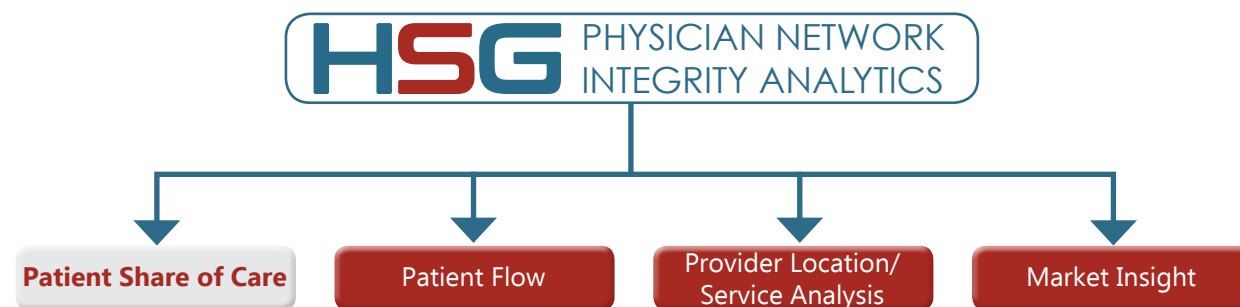 HSG PHYSICIAN NETWORK
INTEGRITY ANALYTICS
Patient Share of Care
Patient Flow
Provider Location/
Service Analysis
Market Insight